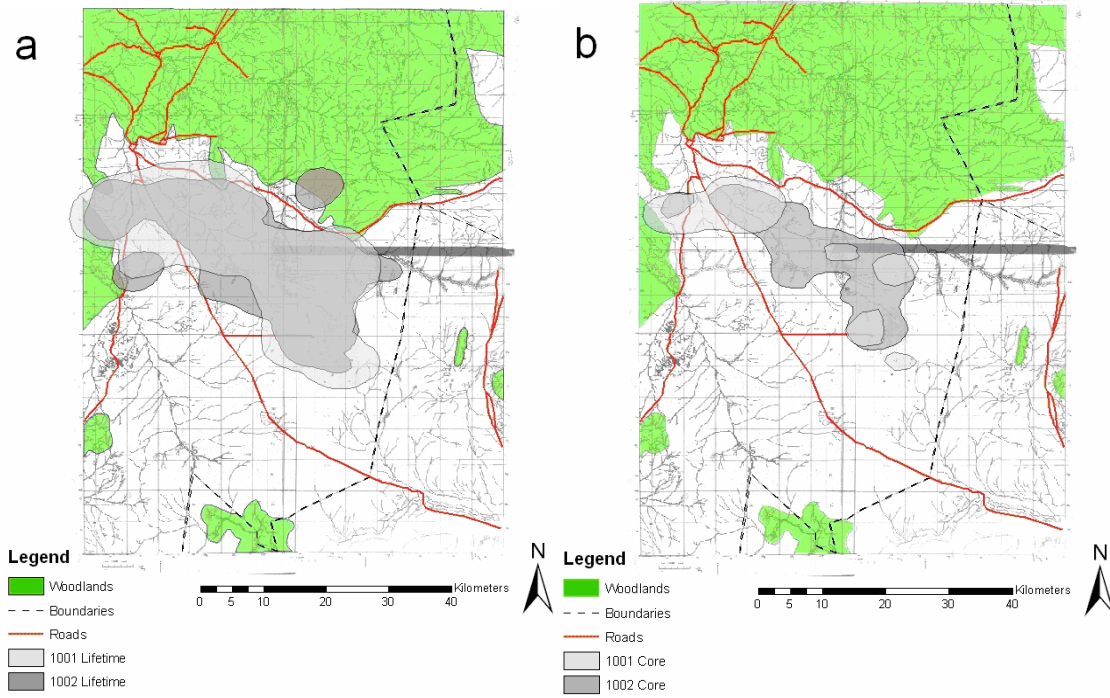 a
Legend
Woodlands
Boundaries
Roads
1001 Lifetime
1002 Lifetime
0 5 10 20 30 40
Kilometers
N
b
Legend
Woodlands
Boundaries
Roads
1001 Core
1002 Core
0 5 10 20 30 40
Kilometers
N